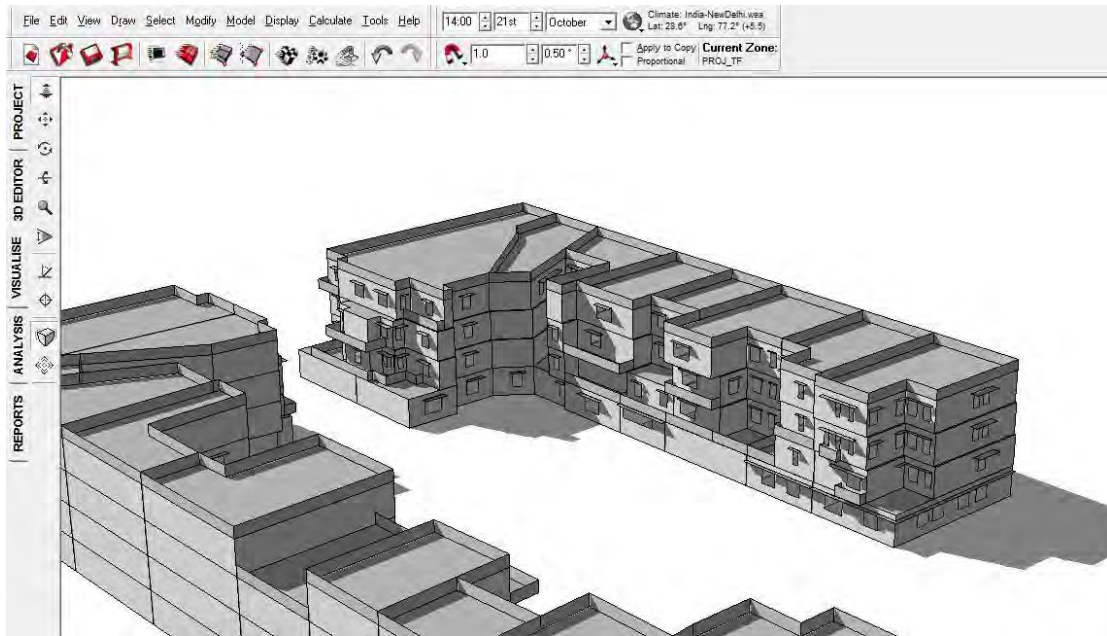 File Edit View Draw Select Modify Model Display Calculate Tools Help
14:00 21st October
Climate: India-NewDelhi.wea
Lat: 28.6° Lng: 77.2° (+5.5)
1.0 0.50 °
Apply to Copy
Proportional
Current Zone:
PROJ_TF
PROJECT
3D EDITOR
VISUALISE
ANALYSIS
REPORTS